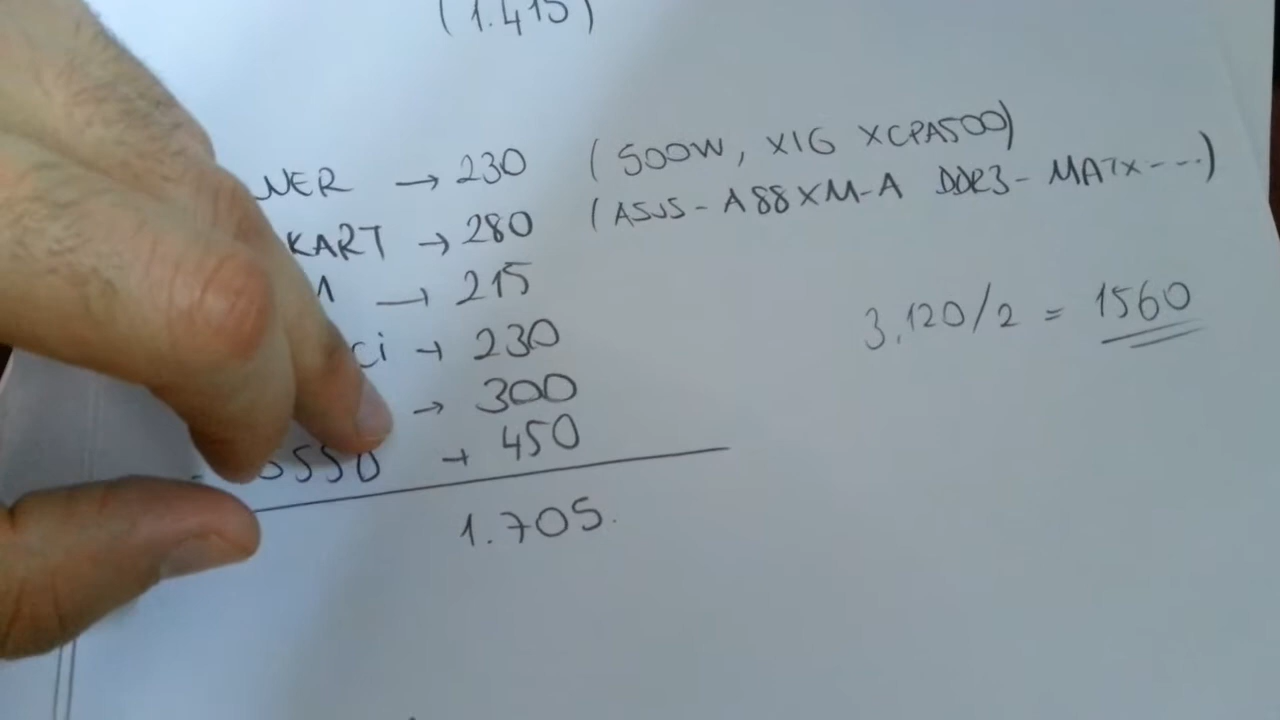 (1.415)
NER → 230 (500W, XIG XCPA500)
KART → 280 (ASUS - A88XM-A DDR3 - MATX - - -)
→ 215
Cİ → 230
→ 300
550 → 450
1.705
3.120/2 = 1560